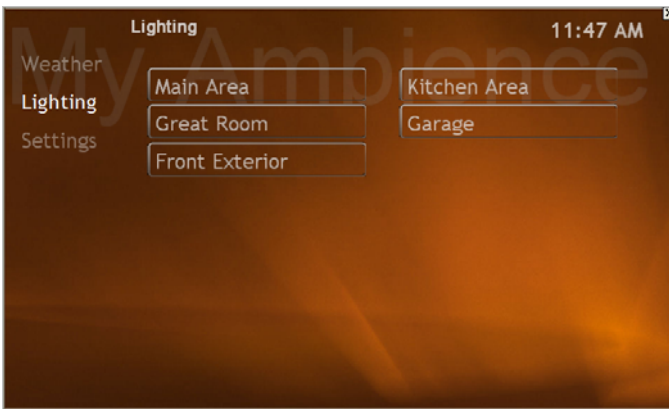 My Ambience
Lighting
11:47 AM
Weather
Lighting
Settings
Main Area
Kitchen Area
Great Room
Garage
Front Exterior